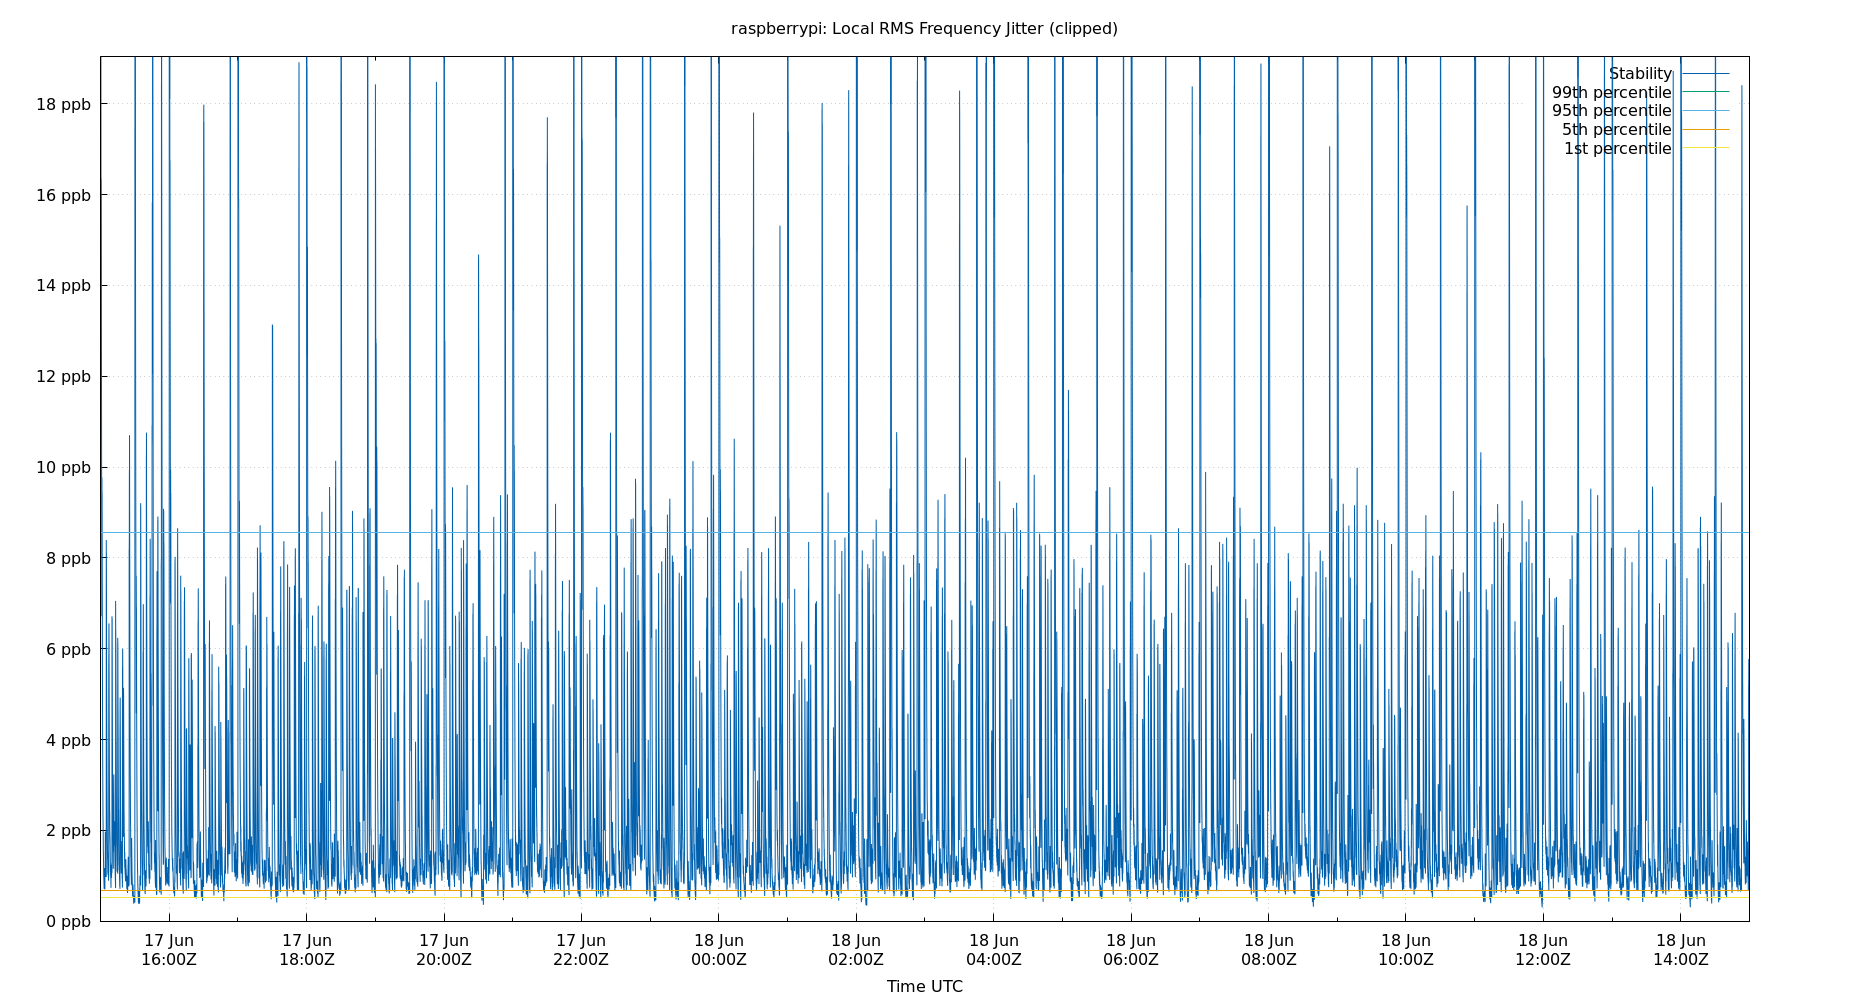 raspberrypi: Local RMS Frequency Jitter (clipped)
Stability
99th percentile
95th percentile
5th percentile
1st percentile
18 ppb
16 ppb
14 ppb
12 ppb
10 ppb
8 ppb
6 ppb
4 ppb
2 ppb
0 ppb
17 Jun 17 Jun 17 Jun 17 Jun 18 Jun 18 Jun 18 Jun 18 Jun 18 Jun 18 Jun 18 Jun 18 Jun
16:00Z 18:00Z 20:00Z 22:00Z 00:00Z 02:00Z 04:00Z 06:00Z 08:00Z 10:00Z 12:00Z 14:00Z
Time UTC